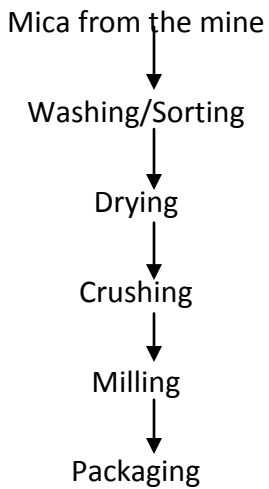 Mica from the mine
Washing/Sorting
Drying
Crushing
Milling
Packaging